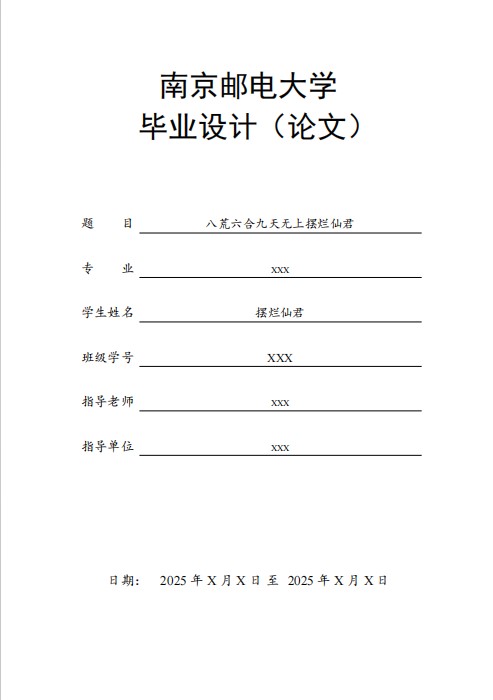 南京邮电大学
毕业设计（论文）
题 目 八荒六合九天无上摆烂仙君
专 业 xxx
学生姓名 摆烂仙君
班级学号 XXX
指导老师 xxx
指导单位 xxx
日期： 2025 年 X 月 X 日 至 2025 年 X 月 X 日